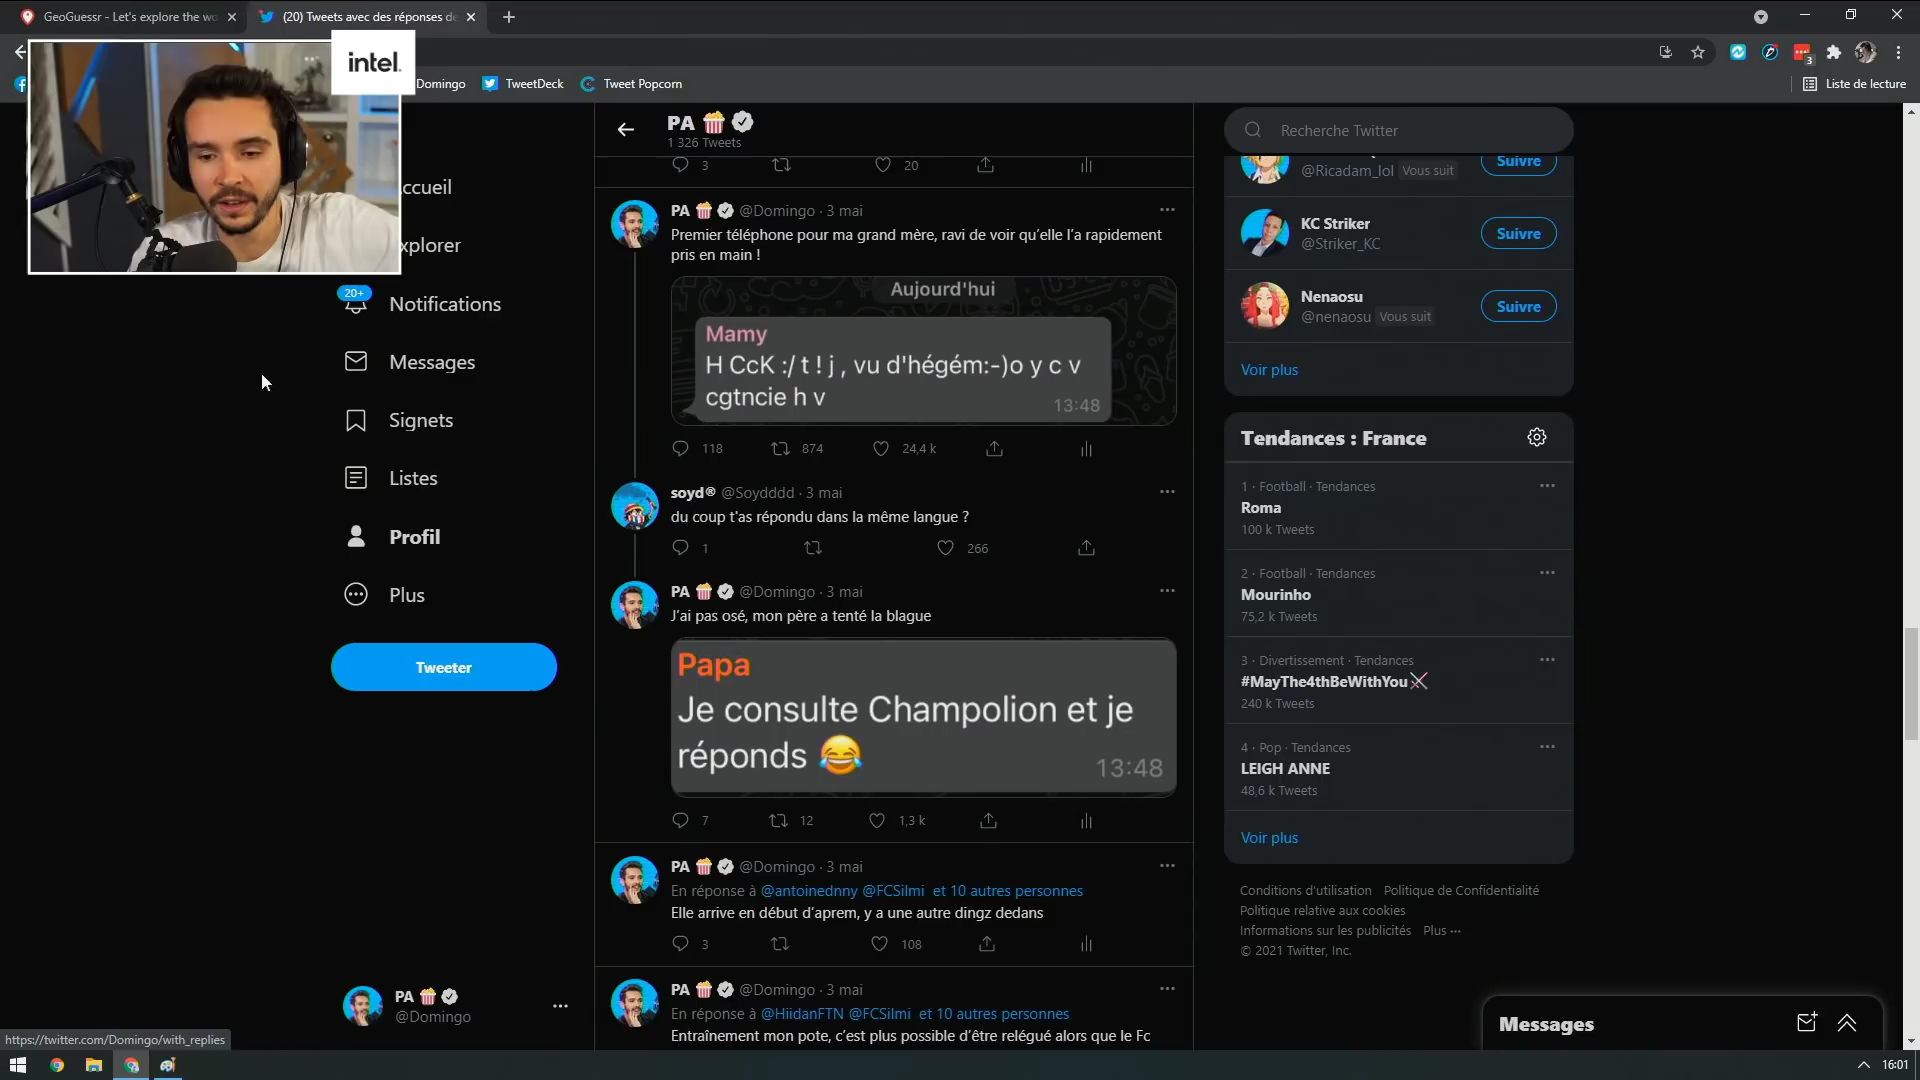 GeoGuessr - Let's explore the wo
(20) Tweets avec des réponses de
intel.
Domingo
TweetDeck
Tweet Popcorn
3
Liste de lecture
ccueil
xplorer
20+
Notifications
Messages
Signets
Listes
Profil
Plus
Tweeter
PA 🍿
@Domingo
https://twitter.com/Domingo/with_replies
PA 🍿
1 326 Tweets
3
20
PA 🍿 @Domingo · 3 mai
Premier téléphone pour ma grand mère, ravi de voir qu'elle l'a rapidement
pris en main !
Aujourd'hui
Mamy
H CcK :/ t ! j , vu d'hégém:-)o y c v
cgtncie h v
13:48
118
874
24,4 k
soyd® @Soydddd · 3 mai
du coup t'as répondu dans la même langue ?
1
266
PA 🍿 @Domingo · 3 mai
J'ai pas osé, mon père a tenté la blague
Papa
Je consulte Champolion et je
réponds 😂
13:48
7
12
1,3 k
PA 🍿 @Domingo · 3 mai
En réponse à @antoinednny @FCSilmi et 10 autres personnes
Elle arrive en début d'aprem, y a une autre dingz dedans
3
108
PA 🍿 @Domingo · 3 mai
En réponse à @HiidanFTN @FCSilmi et 10 autres personnes
Entraînement mon pote, c'est plus possible d'être relégué alors que le Fc
Recherche Twitter
@Ricadam_lol Vous suit
Suivre
KC Striker
@Striker_KC
Suivre
Nenaosu
@nenaosu Vous suit
Suivre
Voir plus
Tendances : France
1 · Football · Tendances
Roma
100 k Tweets
2 · Football · Tendances
Mourinho
75,2 k Tweets
3 · Divertissement · Tendances
#MayThe4thBeWithYou
240 k Tweets
4 · Pop · Tendances
LEIGH ANNE
48,6 k Tweets
Voir plus
Conditions d'utilisation Politique de Confidentialité
Politique relative aux cookies
Informations sur les publicités Plus ···
© 2021 Twitter, Inc.
Messages
16:01